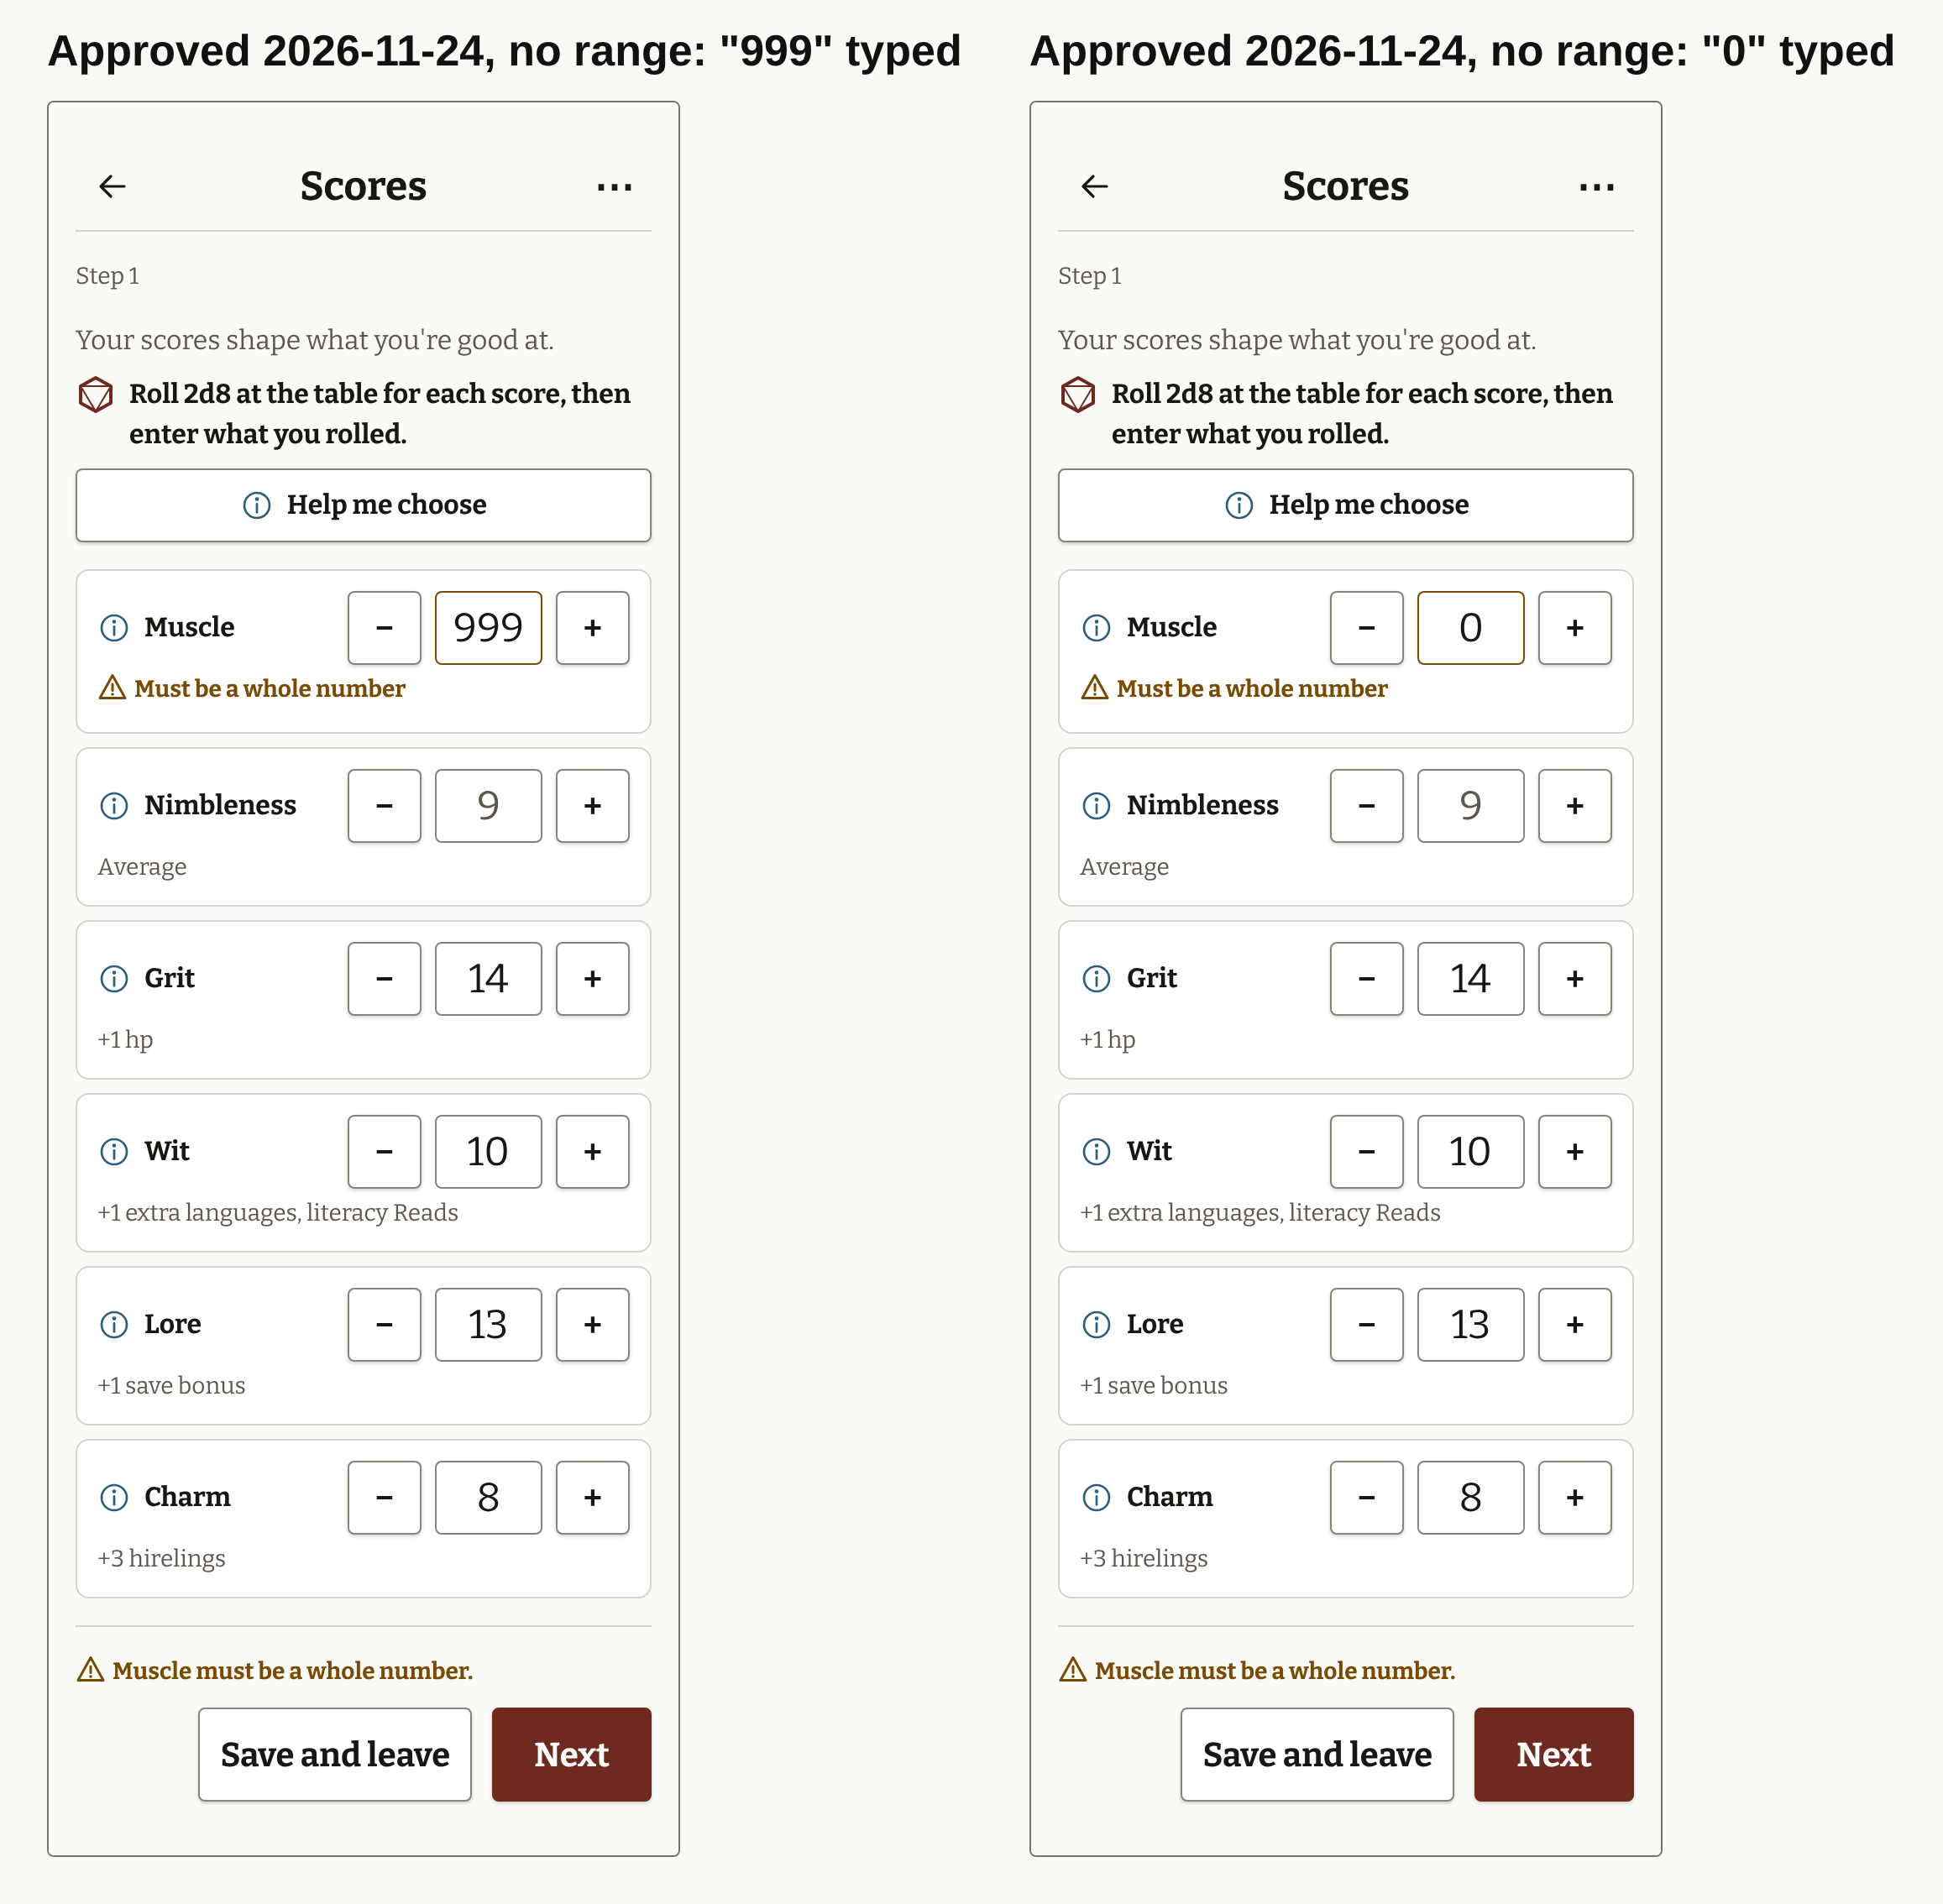 Approved 2026-11-24, no range: "999" typed
Scores
...
Step 1
Your scores shape what you're good at.
Roll 2d8 at the table for each score, then
enter what you rolled.
Help me choose
Muscle
−
999
+
Must be a whole number
Nimbleness
−
9
+
Average
Grit
−
14
+
+1 hp
Wit
−
10
+
+1 extra languages, literacy Reads
Lore
−
13
+
+1 save bonus
Charm
−
8
+
+3 hirelings
Muscle must be a whole number.
Save and leave
Next
Approved 2026-11-24, no range: "0" typed
Scores
...
Step 1
Your scores shape what you're good at.
Roll 2d8 at the table for each score, then
enter what you rolled.
Help me choose
Muscle
−
0
+
Must be a whole number
Nimbleness
−
9
+
Average
Grit
−
14
+
+1 hp
Wit
−
10
+
+1 extra languages, literacy Reads
Lore
−
13
+
+1 save bonus
Charm
−
8
+
+3 hirelings
Muscle must be a whole number.
Save and leave
Next